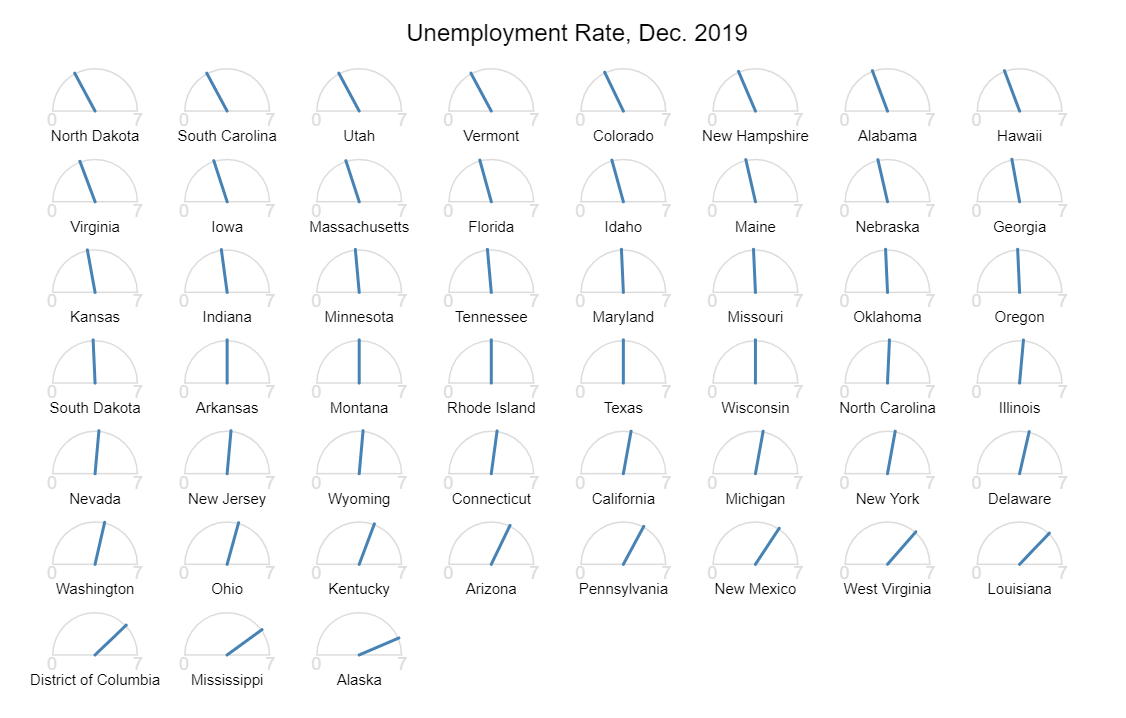 Unemployment Rate, Dec. 2019
0 7 0 7 0 7 0 7 0 7 0 7 0 7 0 7
North Dakota South Carolina Utah Vermont Colorado New Hampshire Alabama Hawaii
0 7 0 7 0 7 0 7 0 7 0 7 0 7 0 7
Virginia Iowa Massachusetts Florida Idaho Maine Nebraska Georgia
0 7 0 7 0 7 0 7 0 7 0 7 0 7 0 7
Kansas Indiana Minnesota Tennessee Maryland Missouri Oklahoma Oregon
0 7 0 7 0 7 0 7 0 7 0 7 0 7 0 7
South Dakota Arkansas Montana Rhode Island Texas Wisconsin North Carolina Illinois
0 7 0 7 0 7 0 7 0 7 0 7 0 7 0 7
Nevada New Jersey Wyoming Connecticut California Michigan New York Delaware
0 7 0 7 0 7 0 7 0 7 0 7 0 7 0 7
Washington Ohio Kentucky Arizona Pennsylvania New Mexico West Virginia Louisiana
0 7 0 7 0 7
District of Columbia Mississippi Alaska